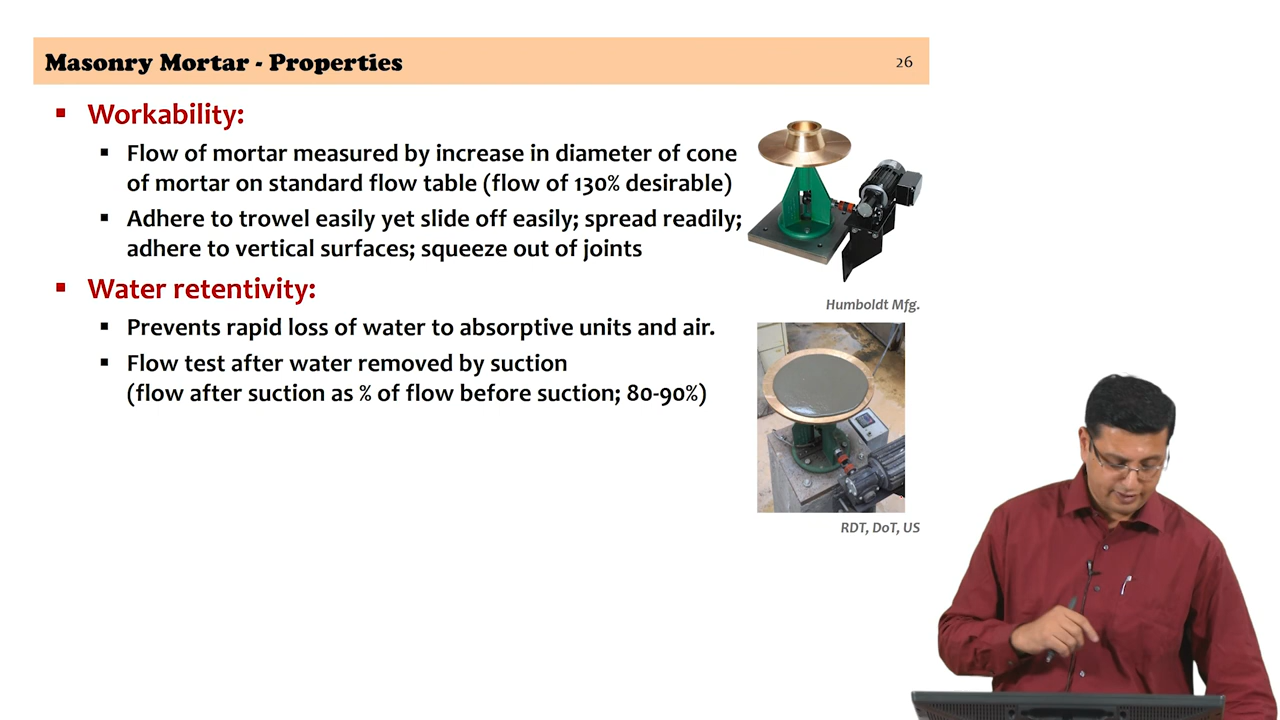 Masonry Mortar - Properties
26
▪ Workability:
▪ Flow of mortar measured by increase in diameter of cone
of mortar on standard flow table (flow of 130% desirable)
▪ Adhere to trowel easily yet slide off easily; spread readily;
adhere to vertical surfaces; squeeze out of joints
▪ Water retentivity:
▪ Prevents rapid loss of water to absorptive units and air.
▪ Flow test after water removed by suction
(flow after suction as % of flow before suction; 80-90%)
Humboldt Mfg.
RDT, DoT, US